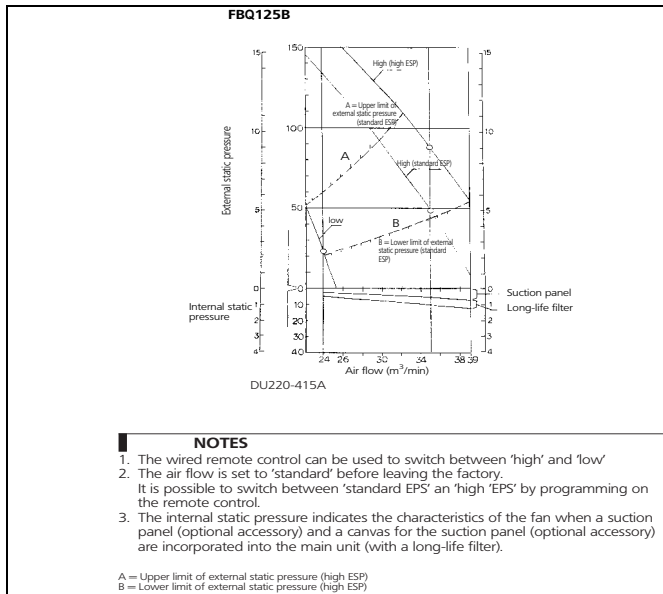 FBQ125B
15
150
15
High (high ESP)
A = Upper limit of
external static pressure
(standard ESP)
10
100
10
External static pressure
A
High (standard ESP)
5
50
5
low
B
B = Lower limit of external
static pressure (standard
ESP)
0
0
0
Internal static
pressure
Suction panel
Long-life filter
1
10
1
2
20
2
3
30
3
4
40
4
24 26 30 34 38 39
Air flow (m³/min)
DU220-415A
NOTES
1. The wired remote control can be used to switch between 'high' and 'low'
2. The air flow is set to 'standard' before leaving the factory.
It is possible to switch between 'standard EPS' an 'high 'EPS' by programming on
the remote control.
3. The internal static pressure indicates the characteristics of the fan when a suction
panel (optional accessory) and a canvas for the suction panel (optional accessory)
are incorporated into the main unit (with a long-life filter).
A = Upper limit of external static pressure (high ESP)
B = Lower limit of external static pressure (high ESP)